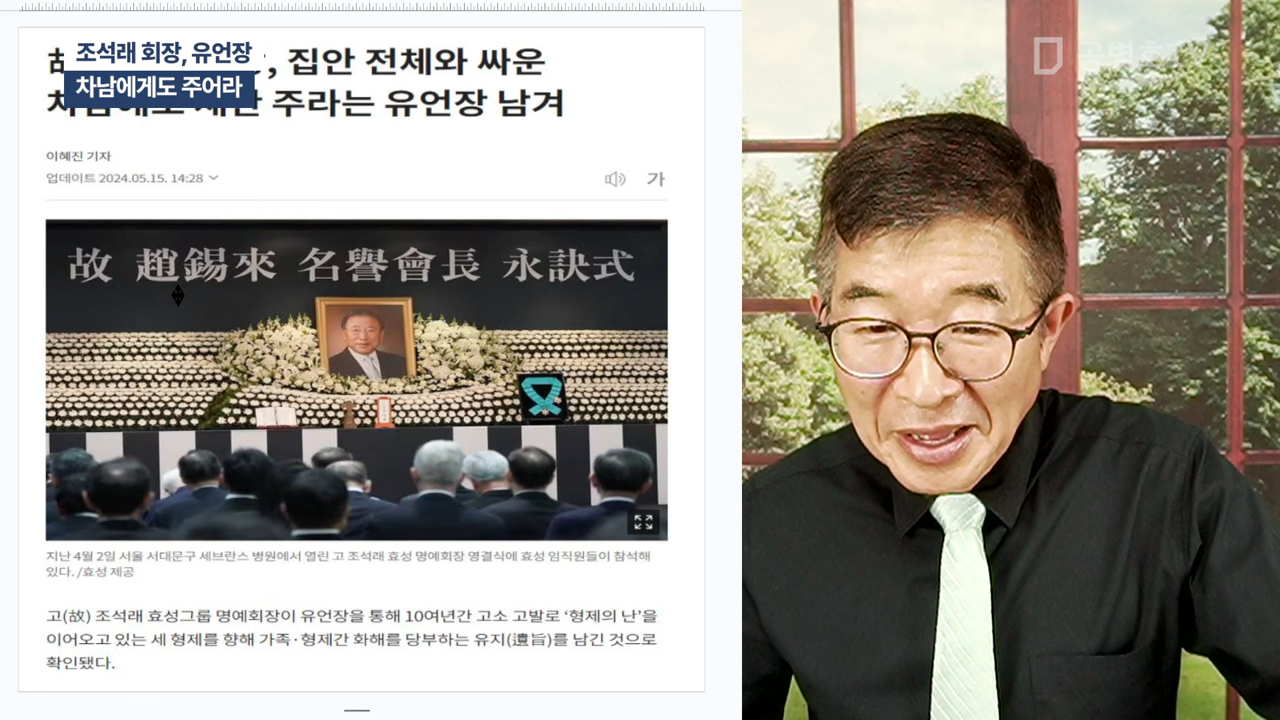 조석래 회장, 유언장
차남에게도 주어라
, 집안 전체와 싸운
주라는 유언장 남겨
이혜진 기자
업데이트 2024.05.15. 14:28
가
故 趙錫來 名譽會長 永訣式
지난 4월 2일 서울 서대문구 세브란스 병원에서 열린 고 조석래 효성 명예회장 영결식에 효성 임직원들이 참석해
있다. /효성 제공
고(故) 조석래 효성그룹 명예회장이 유언장을 통해 10여년간 고소 고발로 ‘형제의 난’을
이어오고 있는 세 형제를 향해 가족·형제간 화해를 당부하는 유지(遺旨)를 남긴 것으로
확인됐다.
공병호TV